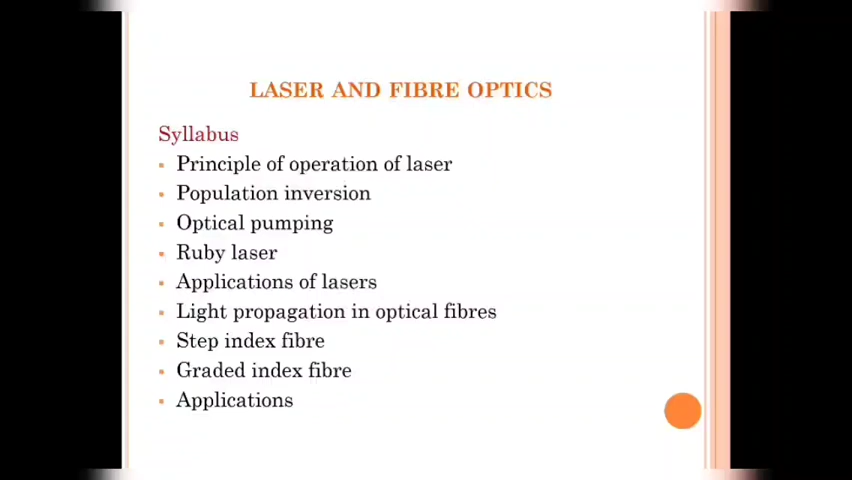 LASER AND FIBRE OPTICS
Syllabus
▪ Principle of operation of laser
▪ Population inversion
▪ Optical pumping
▪ Ruby laser
▪ Applications of lasers
▪ Light propagation in optical fibres
▪ Step index fibre
▪ Graded index fibre
▪ Applications